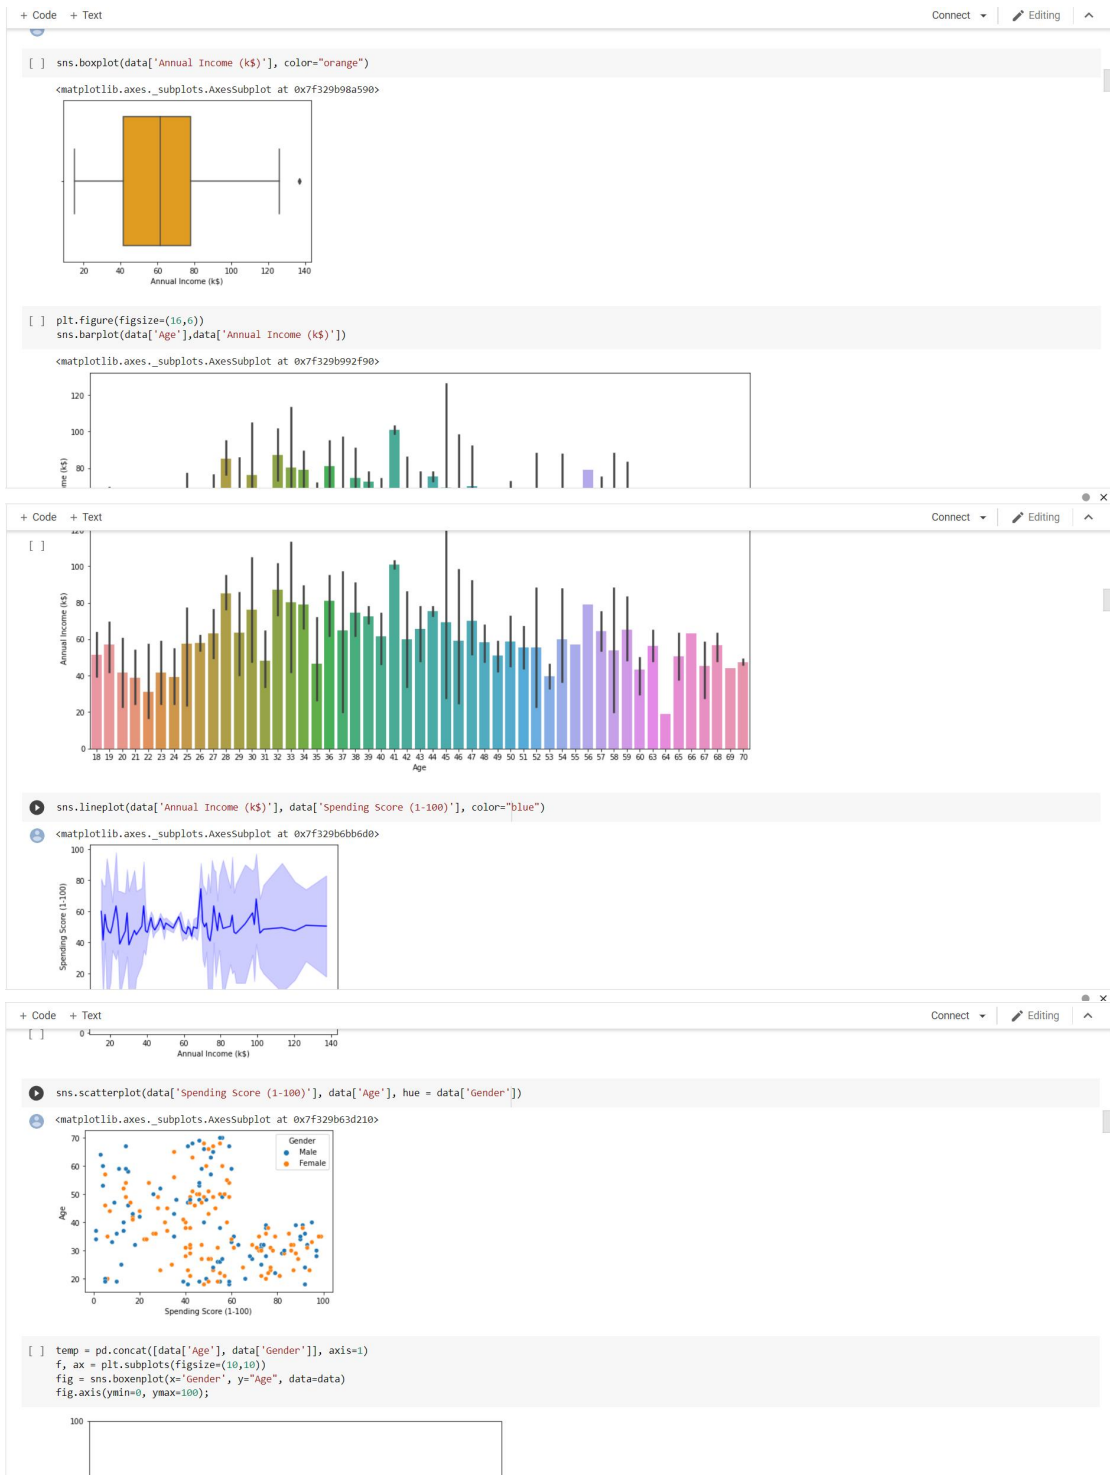 + Code + Text Connect Editing
[ ] sns.boxplot(data['Annual Income (k$)'], color="orange")
<matplotlib.axes._subplots.AxesSubplot at 0x7f329b98a590>
20 40 60 80 100 120 140
Annual Income (k$)
[ ] plt.figure(figsize=(16,6))
sns.barplot(data['Age'],data['Annual Income (k$)'])
<matplotlib.axes._subplots.AxesSubplot at 0x7f329b992f90>
120
100
80
+ Code + Text Connect Editing
[ ]
100
80
60
40
20
0
Annual Income (k$)
18 19 20 21 22 23 24 25 26 27 28 29 30 31 32 33 34 35 36 37 38 39 40 41 42 43 44 45 46 47 48 49 50 51 52 53 54 55 56 57 58 59 60 63 64 65 66 67 68 69 70
Age
sns.lineplot(data['Annual Income (k$)'], data['Spending Score (1-100)'], color="blue")
<matplotlib.axes._subplots.AxesSubplot at 0x7f329b6bb6d0>
100
80
60
40
20
Spending Score (1-100)
+ Code + Text Connect Editing
[ ]
0
20 40 60 80 100 120 140
Annual Income (k$)
sns.scatterplot(data['Spending Score (1-100)'], data['Age'], hue = data['Gender'])
<matplotlib.axes._subplots.AxesSubplot at 0x7f329b63d210>
Gender
Male
Female
70
60
50
40
30
20
Age
0 20 40 60 80 100
Spending Score (1-100)
[ ] temp = pd.concat([data['Age'], data['Gender']], axis=1)
f, ax = plt.subplots(figsize=(10,10))
fig = sns.boxenplot(x='Gender', y="Age", data=data)
fig.axis(ymin=0, ymax=100);
100